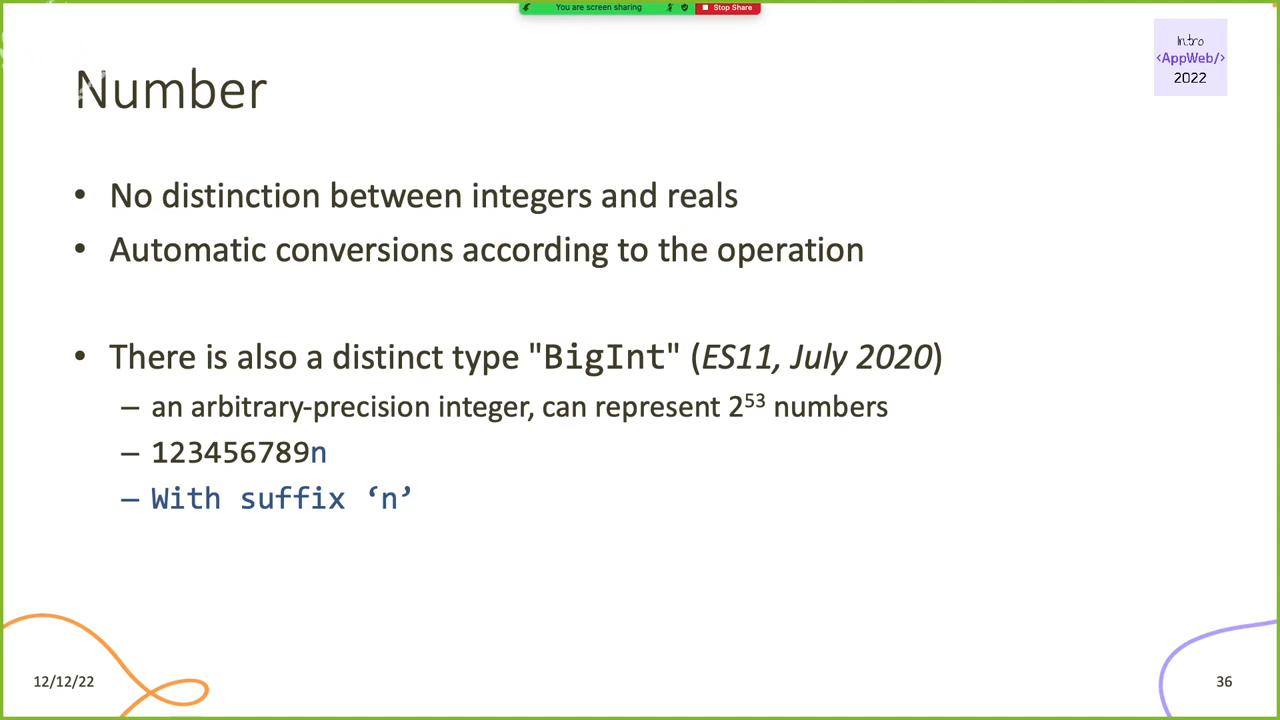 You are screen sharing
Stop Share
Intro
<AppWeb/>
2022
Number
• No distinction between integers and reals
• Automatic conversions according to the operation
• There is also a distinct type "BigInt" (ES11, July 2020)
– an arbitrary-precision integer, can represent 2⁵³ numbers
– 123456789n
– With suffix ‘n’
12/12/22
36